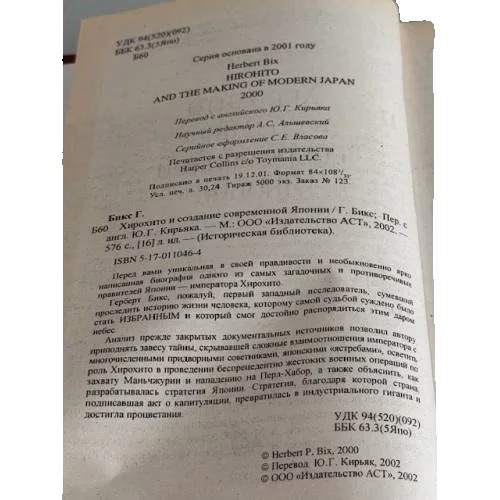 УДК 94(520)(092)
ББК 63.3(5Япо)
Б60
Серия основана в 2001 году
Herbert Bix
HIROHITO
AND THE MAKING OF MODERN JAPAN
2000
Перевод с английского Ю.Г. Кирьяка
Научный редактор А.С. Альшевский
Серийное оформление С.Е. Власова
Печатается с разрешения издательства
Harper Collins c/o Toymania LLC.
Подписано в печать 19.12.01. Формат 84×108¹/₃₂.
Усл. печ. л. 30,24. Тираж 5000 экз. Заказ № 123.
Бикс Г.
Б60 Хирохито и создание современной Японии / Г. Бикс; Пер. с
англ. Ю.Г. Кирьяка. — М.: ООО «Издательство АСТ», 2002. —
576 с., [16] л. ил. — (Историческая библиотека).
ISBN 5-17-011046-4
Перед вами уникальная в своей правдивости и необыкновенно ярко
написанная биография одного из самых загадочных и противоречивых
правителей Японии — императора Хирохито.
Герберт Бикс, пожалуй, первый западный исследователь, сумевший
проследить историю жизни человека, которому самой судьбой суждено было
стать ИЗБРАННЫМ и который смог достойно распорядиться этим даром
небес.
Анализ прежде закрытых документальных источников позволил автору
приподнять завесу тайны, скрывавшей сложные взаимоотношения императора с
многочисленными придворными советниками, японскими «ястребами», осветить
роль Хирохито в проведении беспрецедентно жестоких военных операций по
захвату Маньчжурии и нападению на Перл-Харбор, а также объяснить, как
разрабатывалась стратегия Японии. Стратегия, благодаря которой страна,
подписавшая акт о капитуляции, превратилась в индустриального гиганта и
достигла процветания.
УДК 94(520)(092)
ББК 63.3(5Япо)
© Herbert P. Bix, 2000
© Перевод. Ю.Г. Кирьяк, 2002
© ООО «Издательство АСТ», 2002